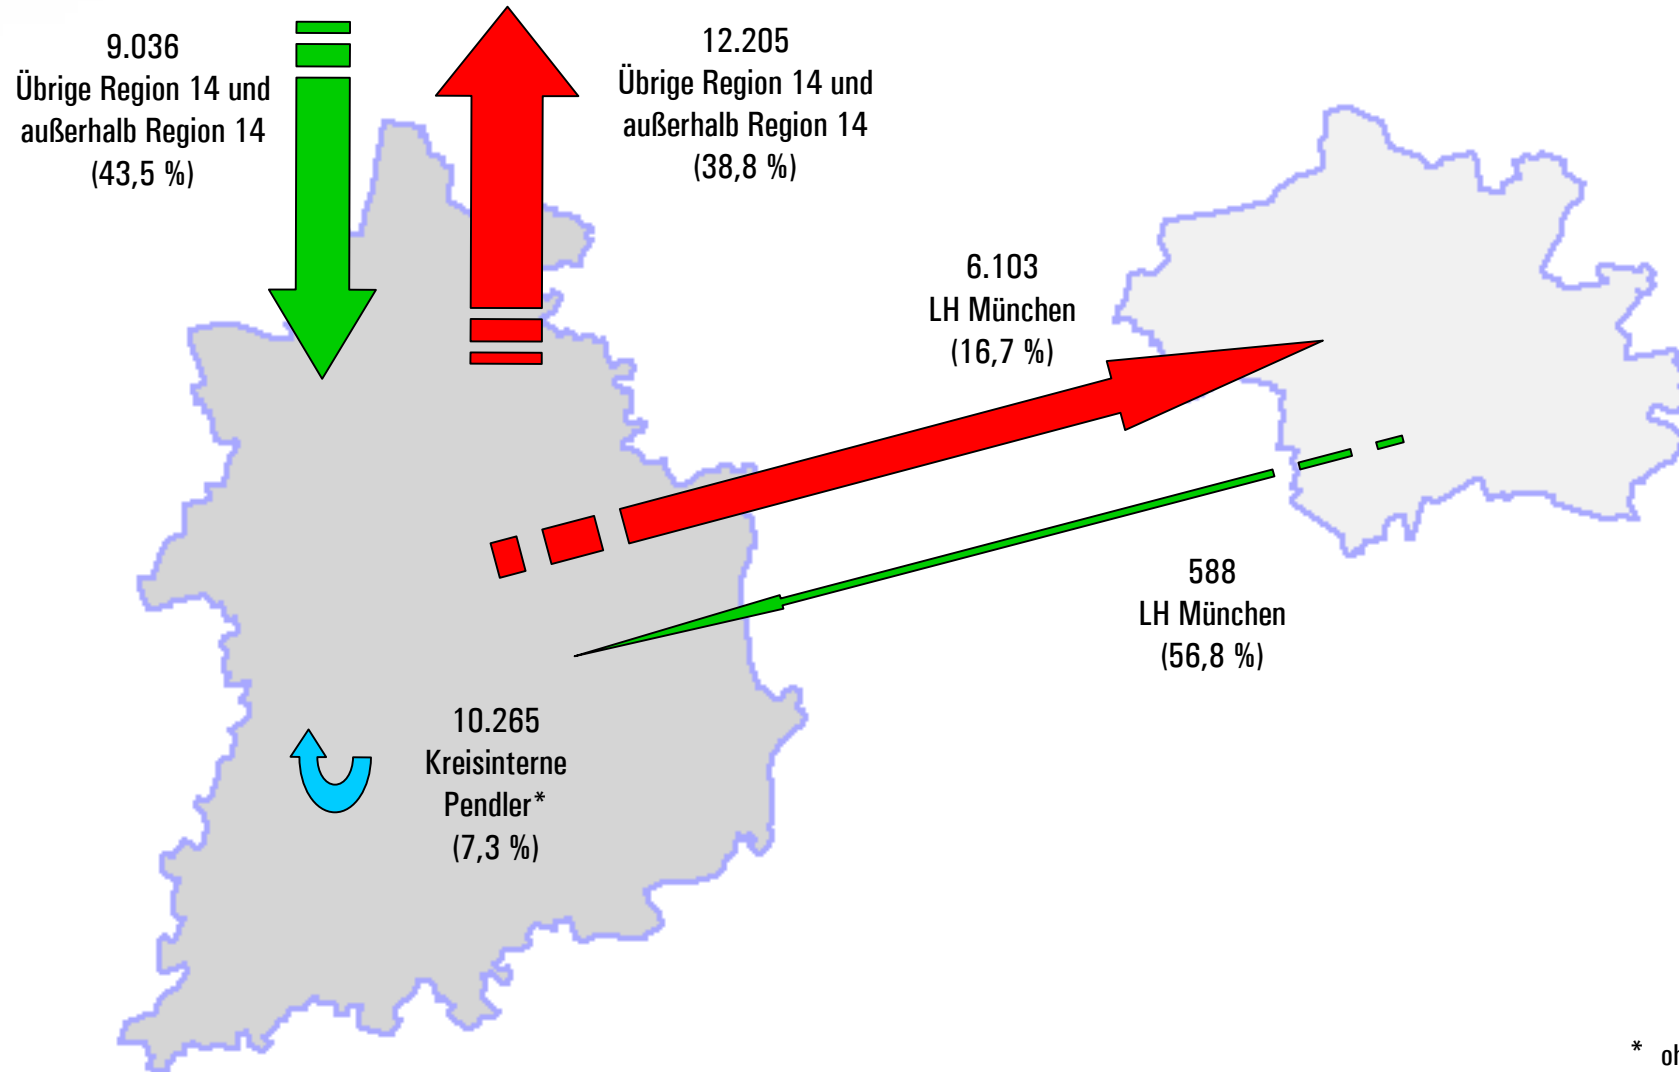 9.036
Übrige Region 14 und
außerhalb Region 14
(43,5 %)
12.205
Übrige Region 14 und
außerhalb Region 14
(38,8 %)
6.103
LH München
(16,7 %)
588
LH München
(56,8 %)
10.265
Kreisinterne
Pendler*
(7,3 %)
*